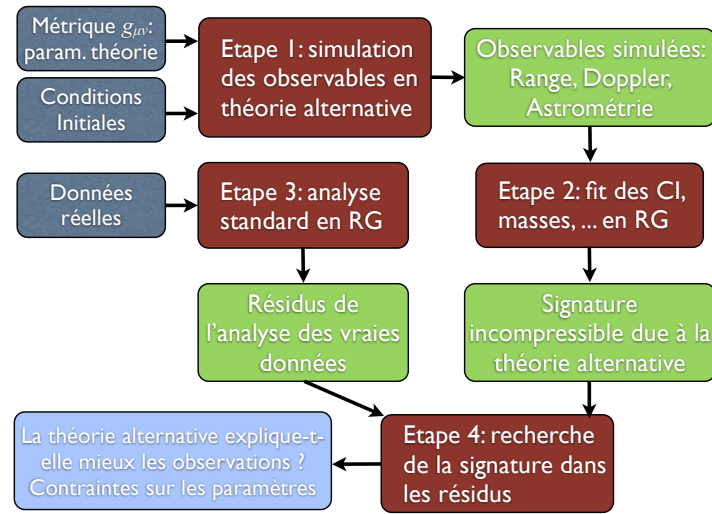 Métrique gμν:
param. théorie
Etape 1: simulation
des observables en
théorie alternative
Observables simulées:
Range, Doppler,
Astrométrie
Conditions
Initiales
Données
réelles
Etape 3: analyse
standard en RG
Etape 2: fit des CI,
masses, ... en RG
Résidus de
l'analyse des vraies
données
Signature
incompressible due à la
théorie alternative
La théorie alternative explique-t-
elle mieux les observations ?
Contraintes sur les paramètres
Etape 4: recherche
de la signature dans
les résidus